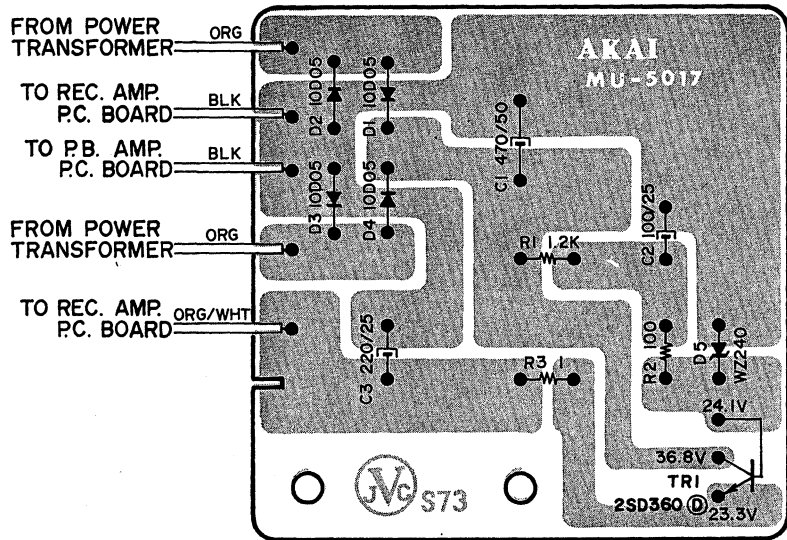 FROM POWER
TRANSFORMER
ORG
TO REC. AMP.
P.C. BOARD
BLK
TO P.B. AMP.
P.C. BOARD
BLK
FROM POWER
TRANSFORMER
ORG
TO REC. AMP.
P.C. BOARD
ORG/WHT
AKAI
MU-5017
D2 10D05
D1 10D05
D3 10D05
D4 10D05
C1 470/50
C2 100/25
R1 1.2K
C3 220/25
R3 1
R2 100
D5
WZ240
24.1V
36.8V
TR1
2SD360 D
23.3V
JVC
S73